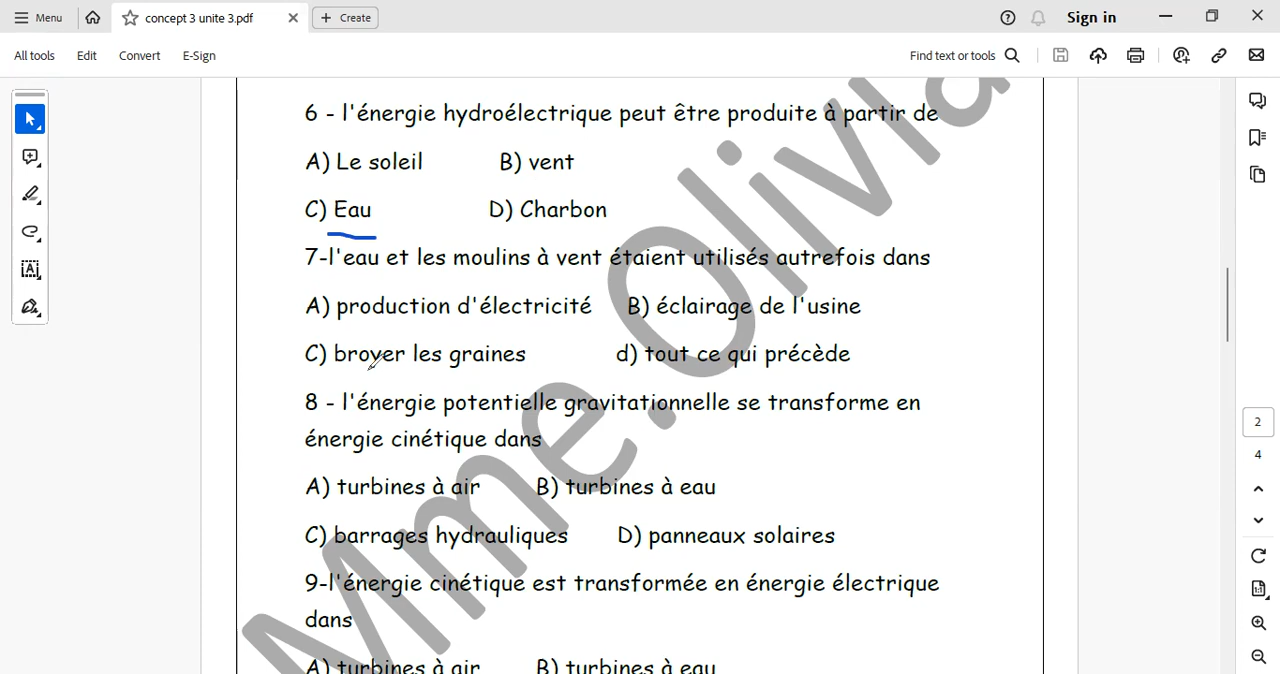 Menu
concept 3 unite 3.pdf
Create
Sign in
All tools Edit Convert E-Sign
Find text or tools
6 - l'énergie hydroélectrique peut être produite à partir de
A) Le soleil B) vent
C) Eau D) Charbon
7-l'eau et les moulins à vent étaient utilisés autrefois dans
A) production d'électricité B) éclairage de l'usine
C) broyer les graines d) tout ce qui précède
8 - l'énergie potentielle gravitationnelle se transforme en
énergie cinétique dans
A) turbines à air B) turbines à eau
C) barrages hydrauliques D) panneaux solaires
9-l'énergie cinétique est transformée en énergie électrique
dans
A) turbines à air B) turbines à eau
Mme.Olivia
2
4